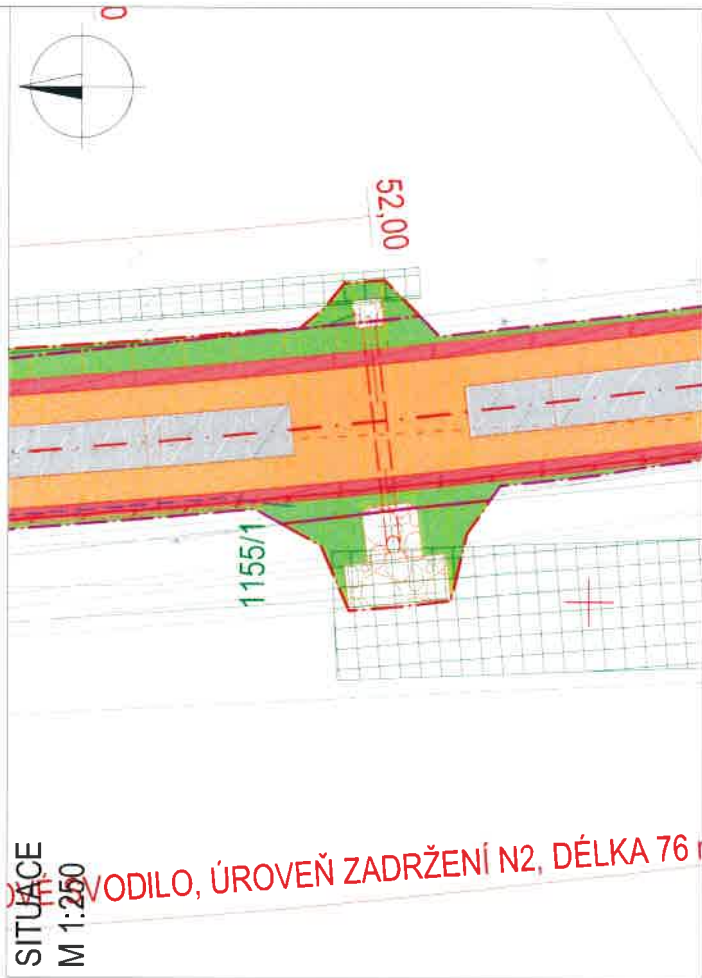 52,00
1155/1
SITUACE
M 1:250
VODILO, ÚROVEŇ ZADRŽENÍ N2, DÉLKA 76